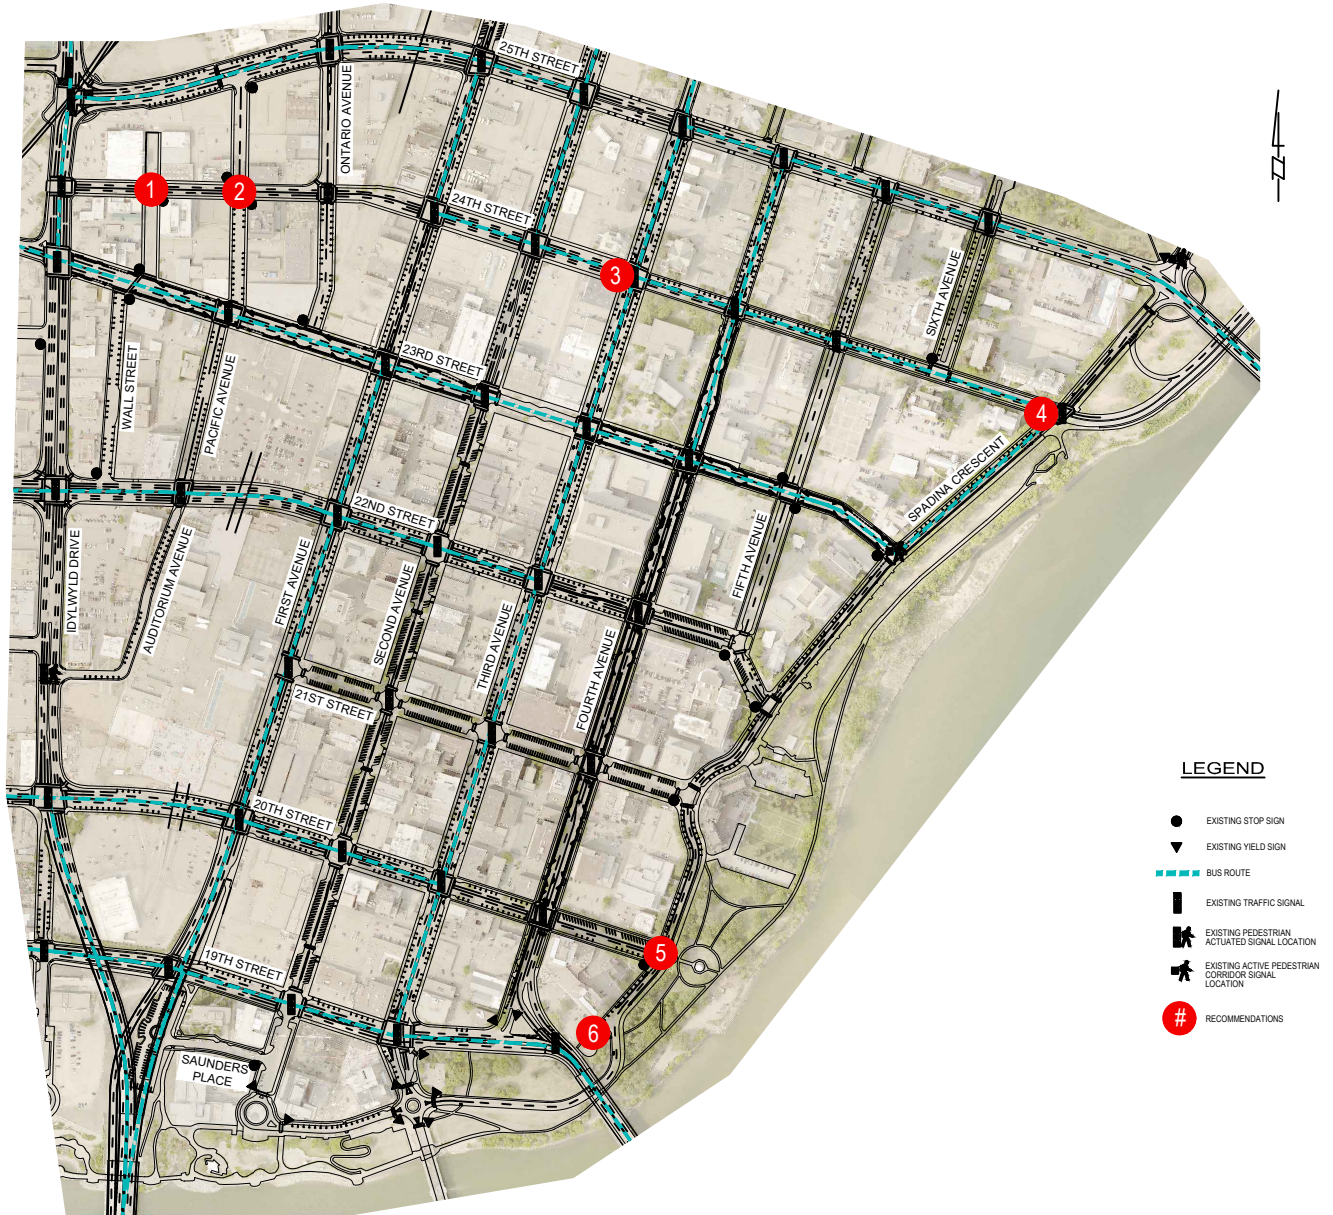 25TH STREET
ONTARIO AVENUE
1
2
24TH STREET
3
SIXTH AVENUE
23RD STREET
WALL STREET
PACIFIC AVENUE
4
SPADINA CRESCENT
22ND STREET
FIFTH AVENUE
IDYLWYLD DRIVE
AUDITORIUM AVENUE
FIRST AVENUE
SECOND AVENUE
THIRD AVENUE
FOURTH AVENUE
21ST STREET
20TH STREET
19TH STREET
5
6
SAUNDERS
PLACE
N
LEGEND
EXISTING STOP SIGN
EXISTING YIELD SIGN
BUS ROUTE
EXISTING TRAFFIC SIGNAL
EXISTING PEDESTRIAN
ACTUATED SIGNAL LOCATION
EXISTING ACTIVE PEDESTRIAN
CORRIDOR SIGNAL
LOCATION
#
RECOMMENDATIONS